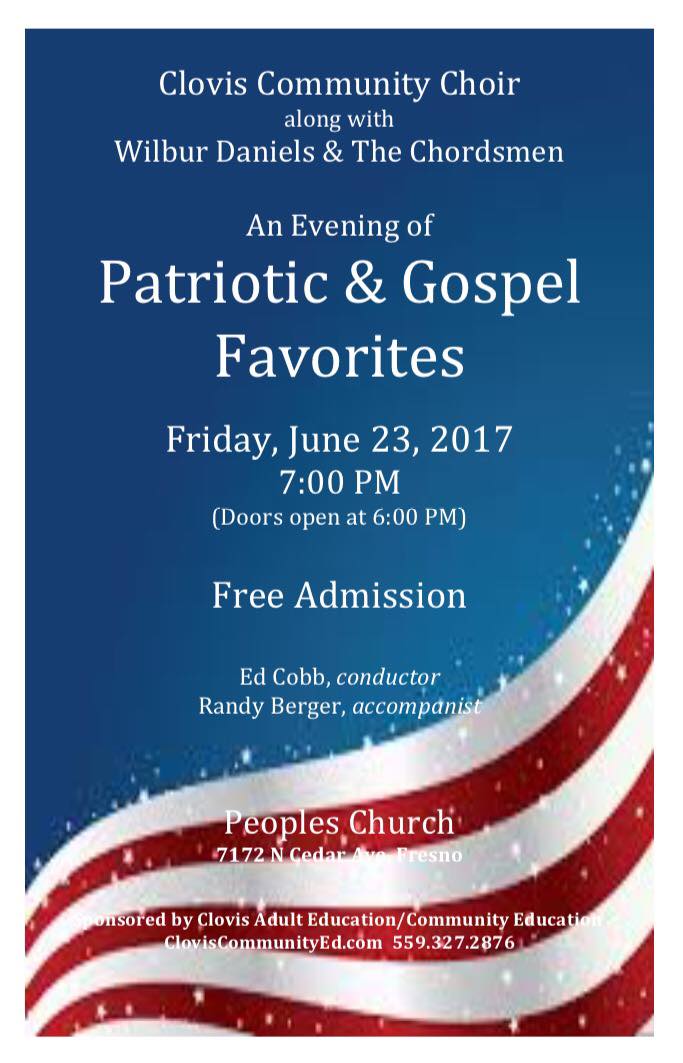 Clovis Community Choir
along with
Wilbur Daniels & The Chordsmen
An Evening of
Patriotic & Gospel
Favorites
Friday, June 23, 2017
7:00 PM
(Doors open at 6:00 PM)
Free Admission
Ed Cobb, conductor
Randy Berger, accompanist
Peoples Church
7172 N Cedar Ave, Fresno
Sponsored by Clovis Adult Education/Community Education
ClovisCommunityEd.com 559.327.2876